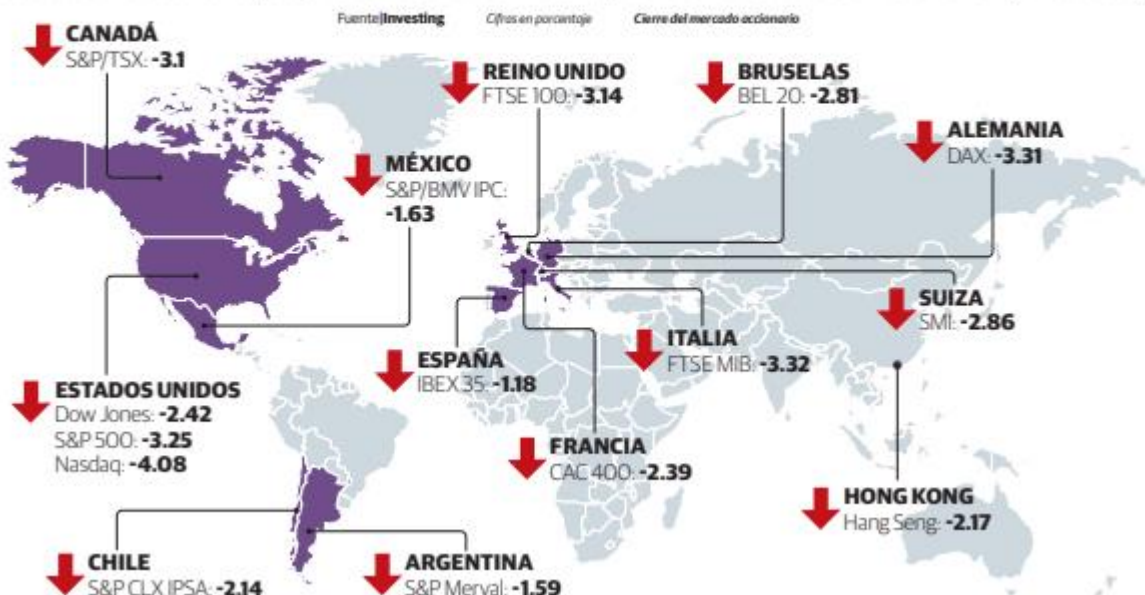 Fuente|Investing Cifras en porcentaje Cierre del mercado accionario
CANADÁ
S&P/TSX: -3.1
REINO UNIDO
FTSE 100: -3.14
BRUSELAS
BEL 20: -2.81
ALEMANIA
DAX: -3.31
MÉXICO
S&P/BMV IPC:
-1.63
SUIZA
SMI: -2.86
ITALIA
FTSE MIB: -3.32
ESPAÑA
IBEX 35: -1.18
ESTADOS UNIDOS
Dow Jones: -2.42
S&P 500: -3.25
Nasdaq: -4.08
FRANCIA
CAC 400: -2.39
HONG KONG
Hang Seng: -2.17
CHILE
S&P CLX IPSA: -2.14
ARGENTINA
S&P Merval: -1.59